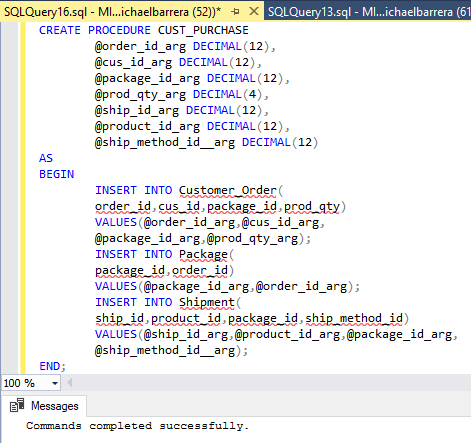 SQLQuery16.sql - MI...ichaelbarrera (52))* SQLQuery13.sql - MI...ichaelbarrera (61
CREATE PROCEDURE CUST_PURCHASE
@order_id_arg DECIMAL(12),
@cus_id_arg DECIMAL(12),
@package_id_arg DECIMAL(12),
@prod_qty_arg DECIMAL(4),
@ship_id_arg DECIMAL(12),
@product_id_arg DECIMAL(12),
@ship_method_id__arg DECIMAL(12)
AS
BEGIN
INSERT INTO Customer_Order(
order_id,cus_id,package_id,prod_qty)
VALUES(@order_id_arg,@cus_id_arg,
@package_id_arg,@prod_qty_arg);
INSERT INTO Package(
package_id,order_id)
VALUES(@package_id_arg,@order_id_arg);
INSERT INTO Shipment(
ship_id,product_id,package_id,ship_method_id)
VALUES(@ship_id_arg,@product_id_arg,@package_id_arg,
@ship_method_id__arg);
END;
100 %
Messages
Commands completed successfully.